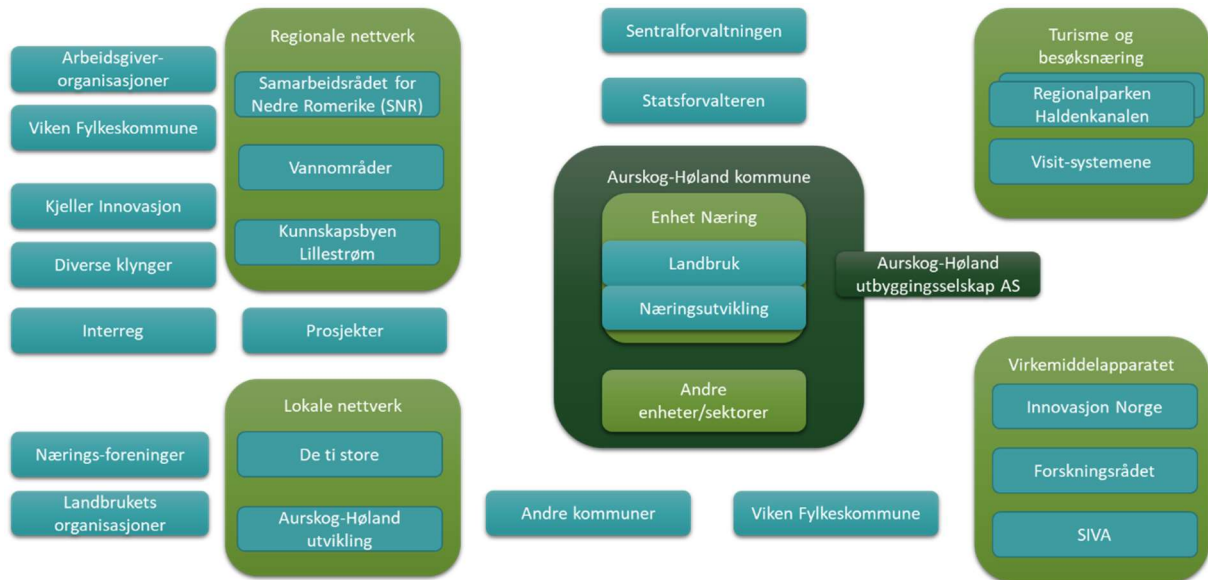 Arbeidsgiver-
organisasjoner
Viken Fylkeskommune
Kjeller Innovasjon
Diverse klynger
Interreg
Nærings-foreninger
Landbrukets
organisasjoner
Regionale nettverk
Samarbeidsrådet for
Nedre Romerike (SNR)
Vannområder
Kunnskapsbyen
Lillestrøm
Prosjekter
Lokale nettverk
De ti store
Aurskog-Høland
utvikling
Sentralforvaltningen
Statsforvalteren
Aurskog-Høland kommune
Enhet Næring
Landbruk
Næringsutvikling
Andre
enheter/sektorer
Aurskog-Høland
utbyggingsselskap AS
Andre kommuner
Viken Fylkeskommune
Turisme og
besøksnæring
Regionalparken
Haldenkanalen
Visit-systemene
Virkemiddelapparatet
Innovasjon Norge
Forskningsrådet
SIVA